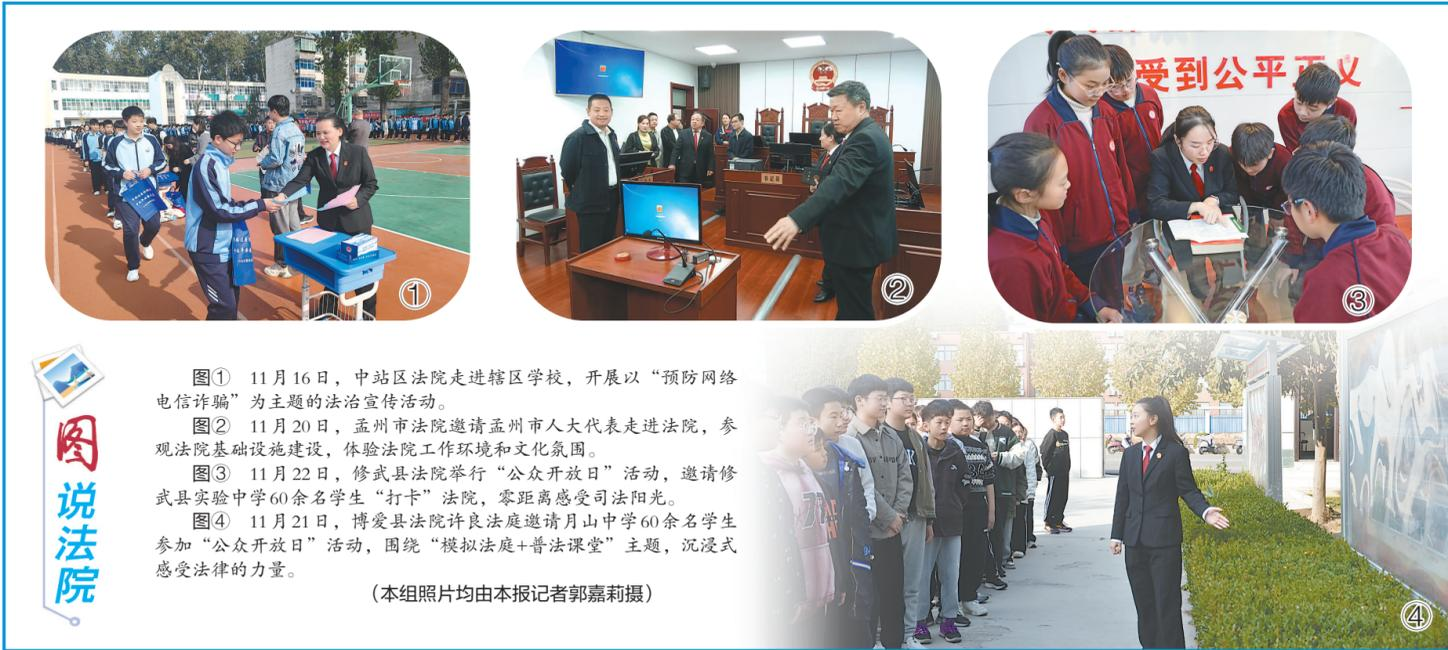 受到公平正义
①
②
书记员
③
图说法院
图① 11月16日，中站区法院走进辖区学校，开展以“预防网络
电信诈骗”为主题的法治宣传活动。
图② 11月20日，孟州市法院邀请孟州市人大代表走进法院，参
观法院基础设施建设，体验法院工作环境和文化氛围。
图③ 11月22日，修武县法院举行“公众开放日”活动，邀请修
武县实验中学60余名学生“打卡”法院，零距离感受司法阳光。
图④ 11月21日，博爱县法院许良法庭邀请月山中学60余名学生
参加“公众开放日”活动，围绕“模拟法庭+普法课堂”主题，沉浸式
感受法律的力量。
（本组照片均由本报记者郭嘉莉摄）
④